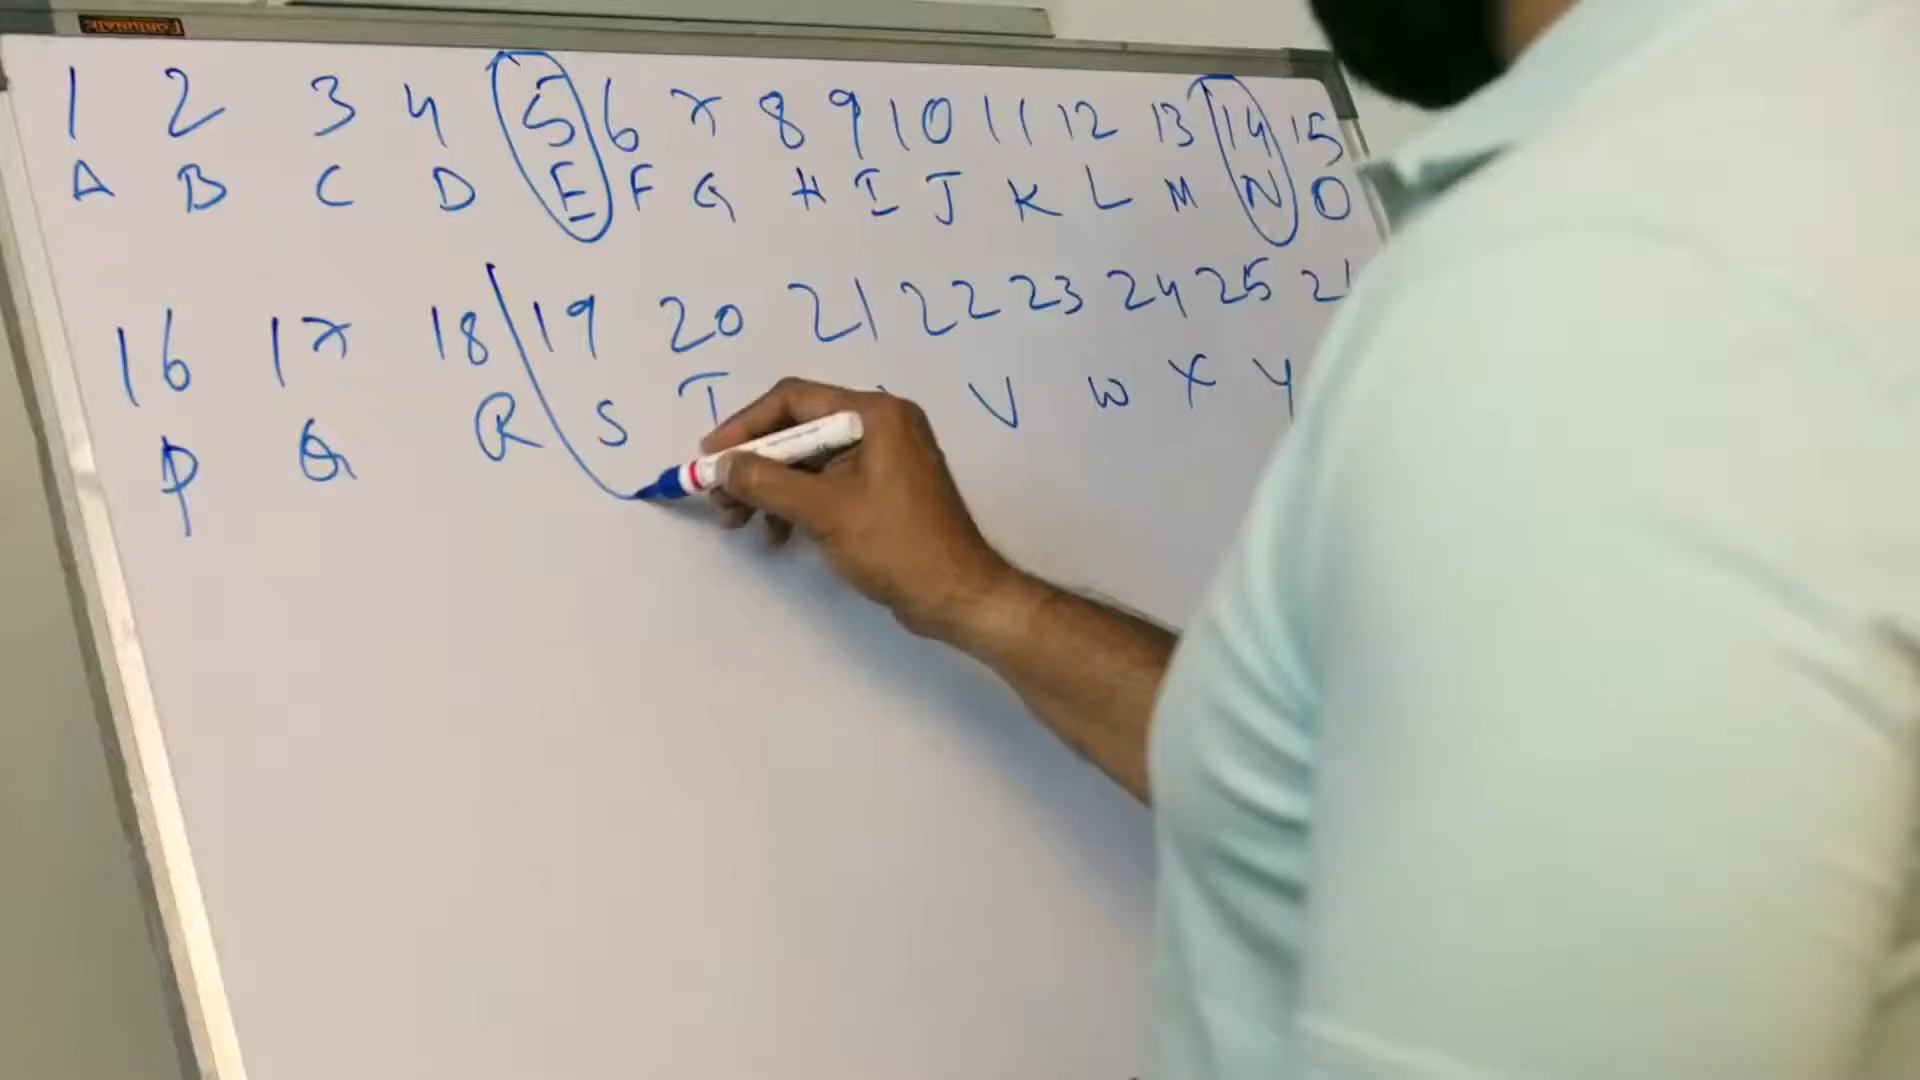 1 2 3 4 5 6 7 8 9 10 11 12 13 14 15
A B C D E F G H I J K L M N O
16 17 18 19 20 21 22 23 24 25
P Q R S T V W X Y